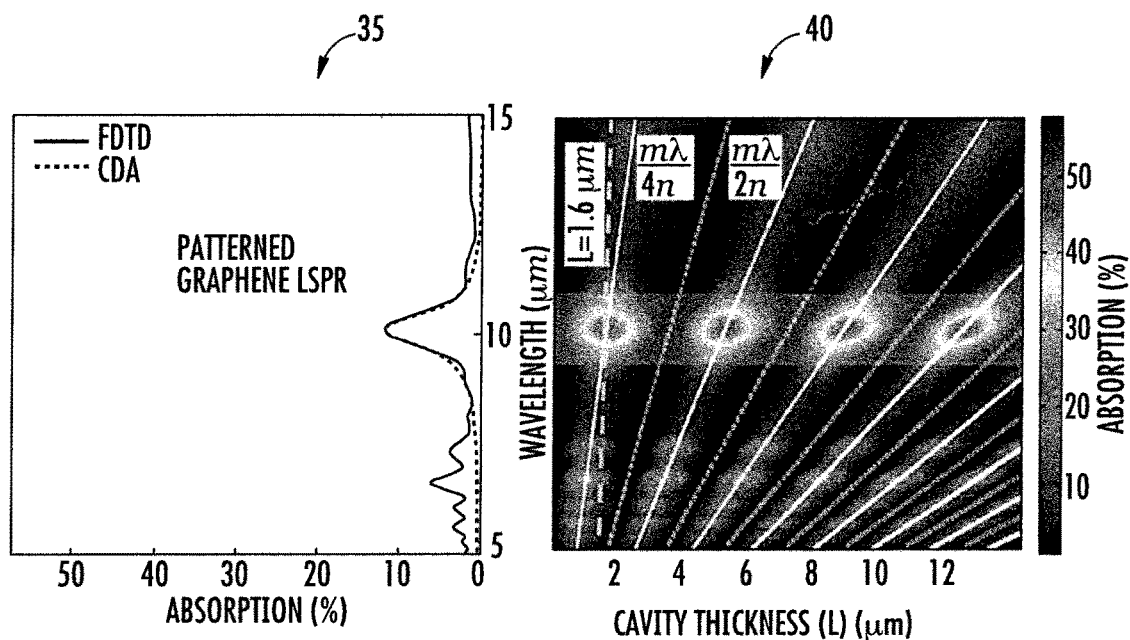 35
40
FDTD
CDA
PATTERNED
GRAPHENE LSPR
15
10
5
50
40
30
20
10
0
ABSORPTION (%)
WAVELENGTH (μm)
L=1.6 μm
mλ
4n
mλ
2n
2
4
6
8
10
12
CAVITY THICKNESS (L) (μm)
50
40
30
20
10
ABSORPTION (%)